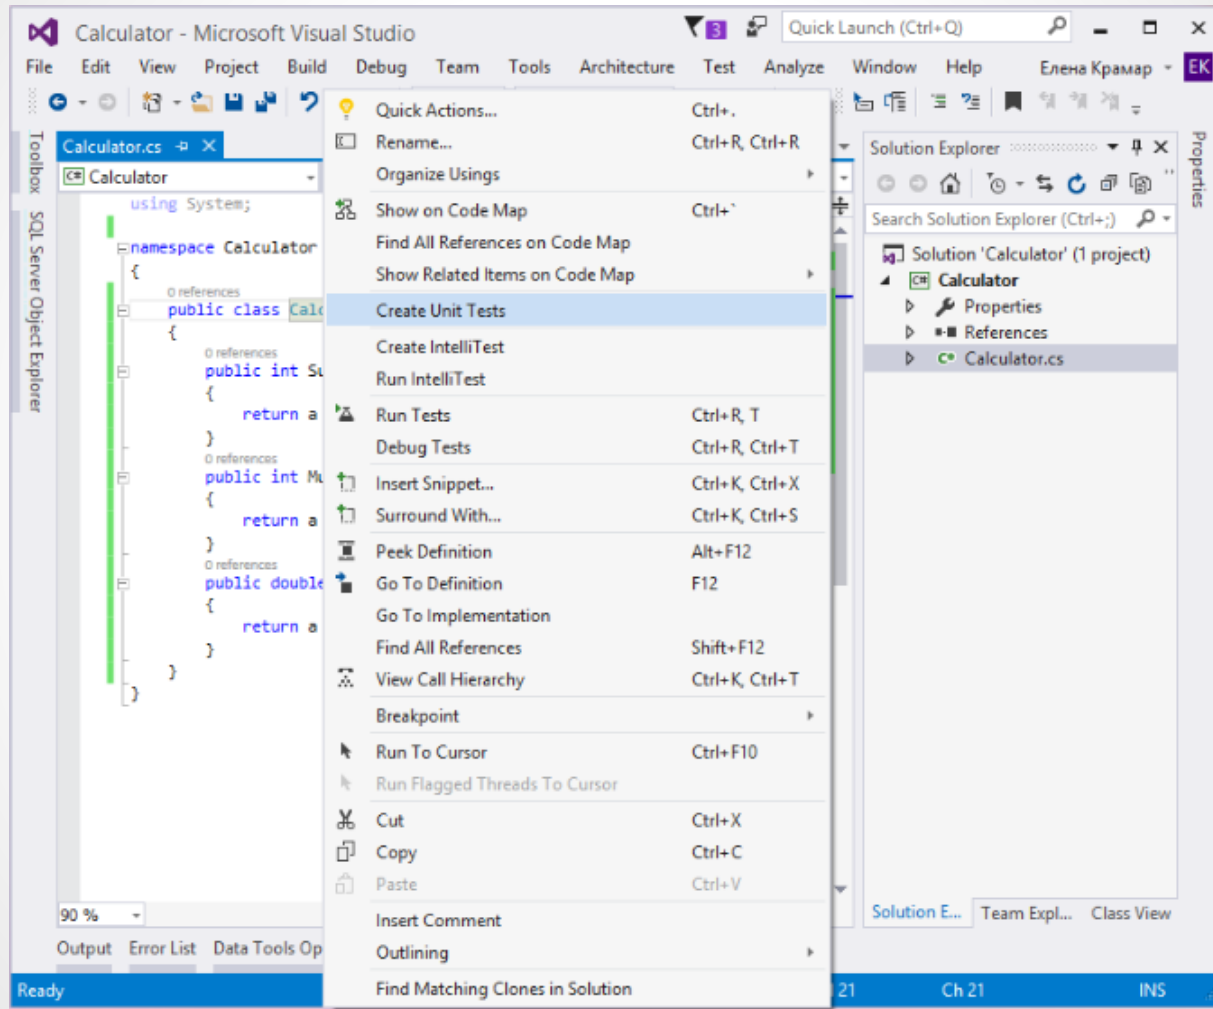 Calculator - Microsoft Visual Studio
3
Quick Launch (Ctrl+Q)
File Edit View Project Build Debug Team Tools Architecture Test Analyze Window Help Елена Крамар EK
Toolbox
SQL Server Object Explorer
Calculator.cs
C# Calculator
using System;
namespace Calculator
{
0 references
public class Calc
{
0 references
public int Su
{
return a
}
0 references
public int Mu
{
return a
}
0 references
public double
{
return a
}
}
}
90 %
Output Error List Data Tools Op
Ready
Quick Actions... Ctrl+.
Rename... Ctrl+R, Ctrl+R
Organize Usings
Show on Code Map Ctrl+`
Find All References on Code Map
Show Related Items on Code Map
Create Unit Tests
Create IntelliTest
Run IntelliTest
Run Tests Ctrl+R, T
Debug Tests Ctrl+R, Ctrl+T
Insert Snippet... Ctrl+K, Ctrl+X
Surround With... Ctrl+K, Ctrl+S
Peek Definition Alt+F12
Go To Definition F12
Go To Implementation
Find All References Shift+F12
View Call Hierarchy Ctrl+K, Ctrl+T
Breakpoint
Run To Cursor Ctrl+F10
Run Flagged Threads To Cursor
Cut Ctrl+X
Copy Ctrl+C
Paste Ctrl+V
Insert Comment
Outlining
Find Matching Clones in Solution
Solution Explorer
Search Solution Explorer (Ctrl+;)
Solution 'Calculator' (1 project)
C# Calculator
Properties
References
C# Calculator.cs
Solution E... Team Expl... Class View
Properties
21 Ch 21 INS